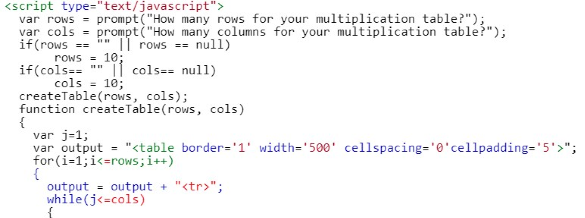 <script type="text/javascript">
var rows = prompt("How many rows for your multiplication table?");
var cols = prompt("How many columns for your multiplication table?");
if(rows == "" || rows == null)
rows = 10;
if(cols== "" || cols== null)
cols = 10;
createTable(rows, cols);
function createTable(rows, cols)
{
var j=1;
var output = "<table border='1' width='500' cellspacing='0'cellpadding='5'>";
for(i=1;i<=rows;i++)
{
output = output + "<tr>";
while(j<=cols)
{